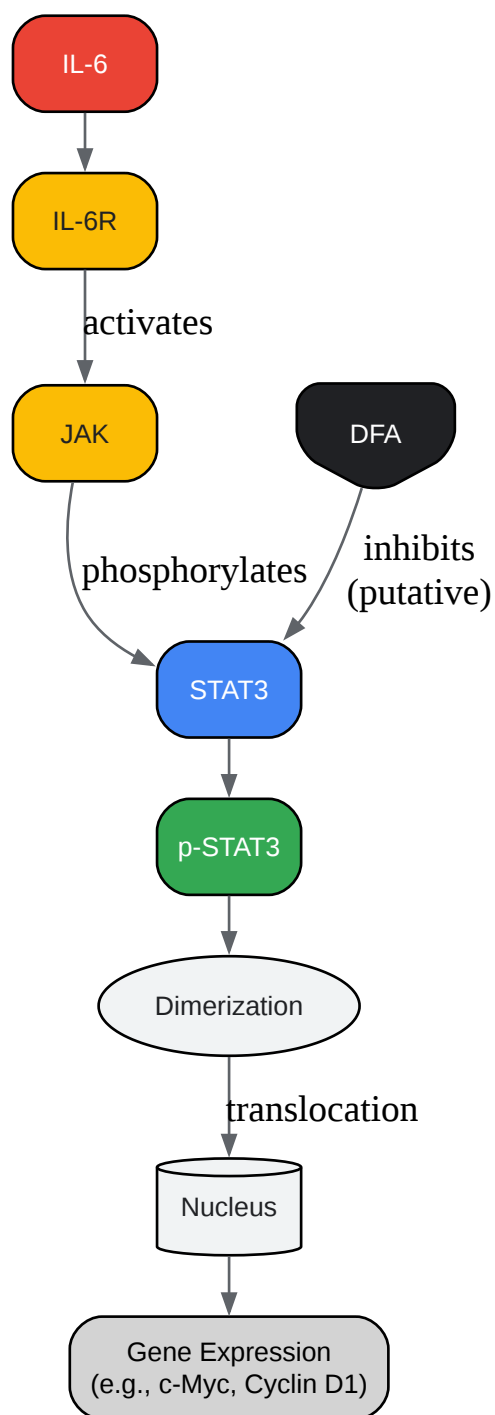 IL-6
IL-6R
activates
JAK
DFA
phosphorylates
inhibits
(putative)
STAT3
p-STAT3
Dimerization
translocation
Nucleus
Gene Expression
(e.g., c-Myc, Cyclin D1)